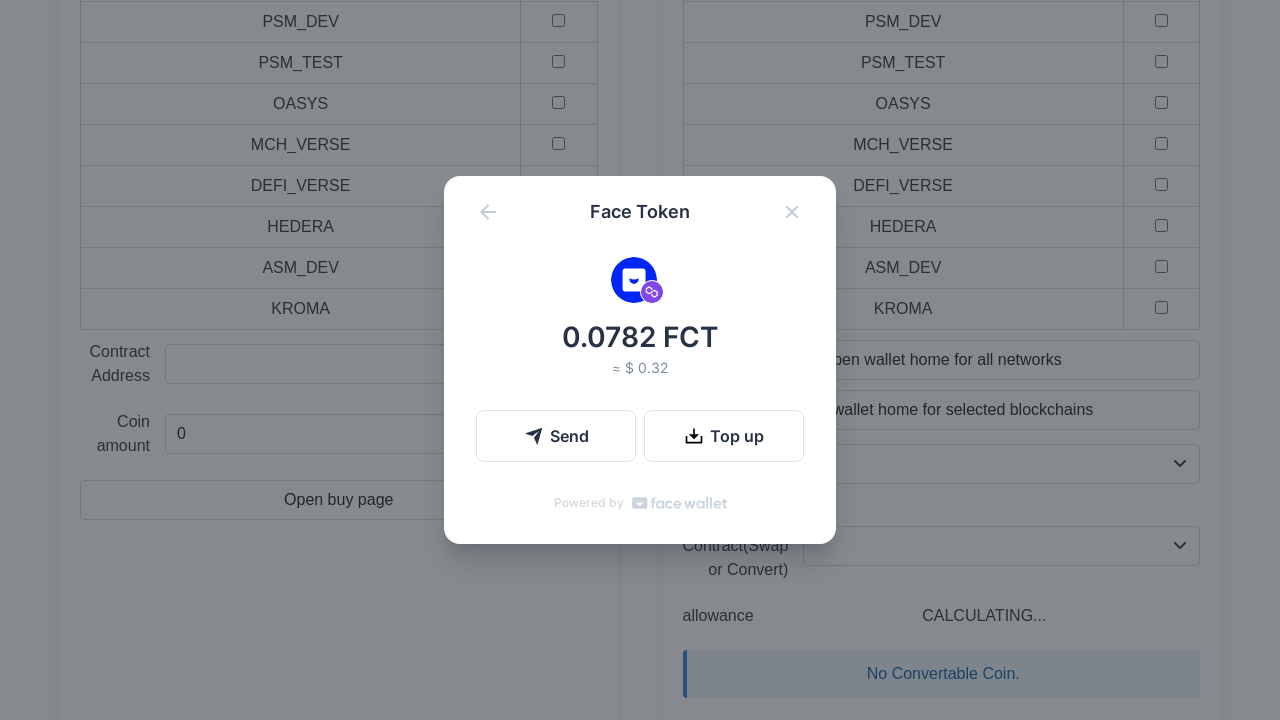 PSM_DEV
PSM_TEST
OASYS
MCH_VERSE
DEFI_VERSE
HEDERA
ASM_DEV
KROMA
Contract
Address
Coin
amount
0
Open buy page
PSM_DEV
PSM_TEST
OASYS
MCH_VERSE
DEFI_VERSE
HEDERA
ASM_DEV
KROMA
pen wallet home for all networks
wallet home for selected blockchains
Contract(Swap
or Convert)
allowance
CALCULATING...
No Convertable Coin.
Face Token
0.0782 FCT
≈ $ 0.32
Send
Top up
Powered by face wallet